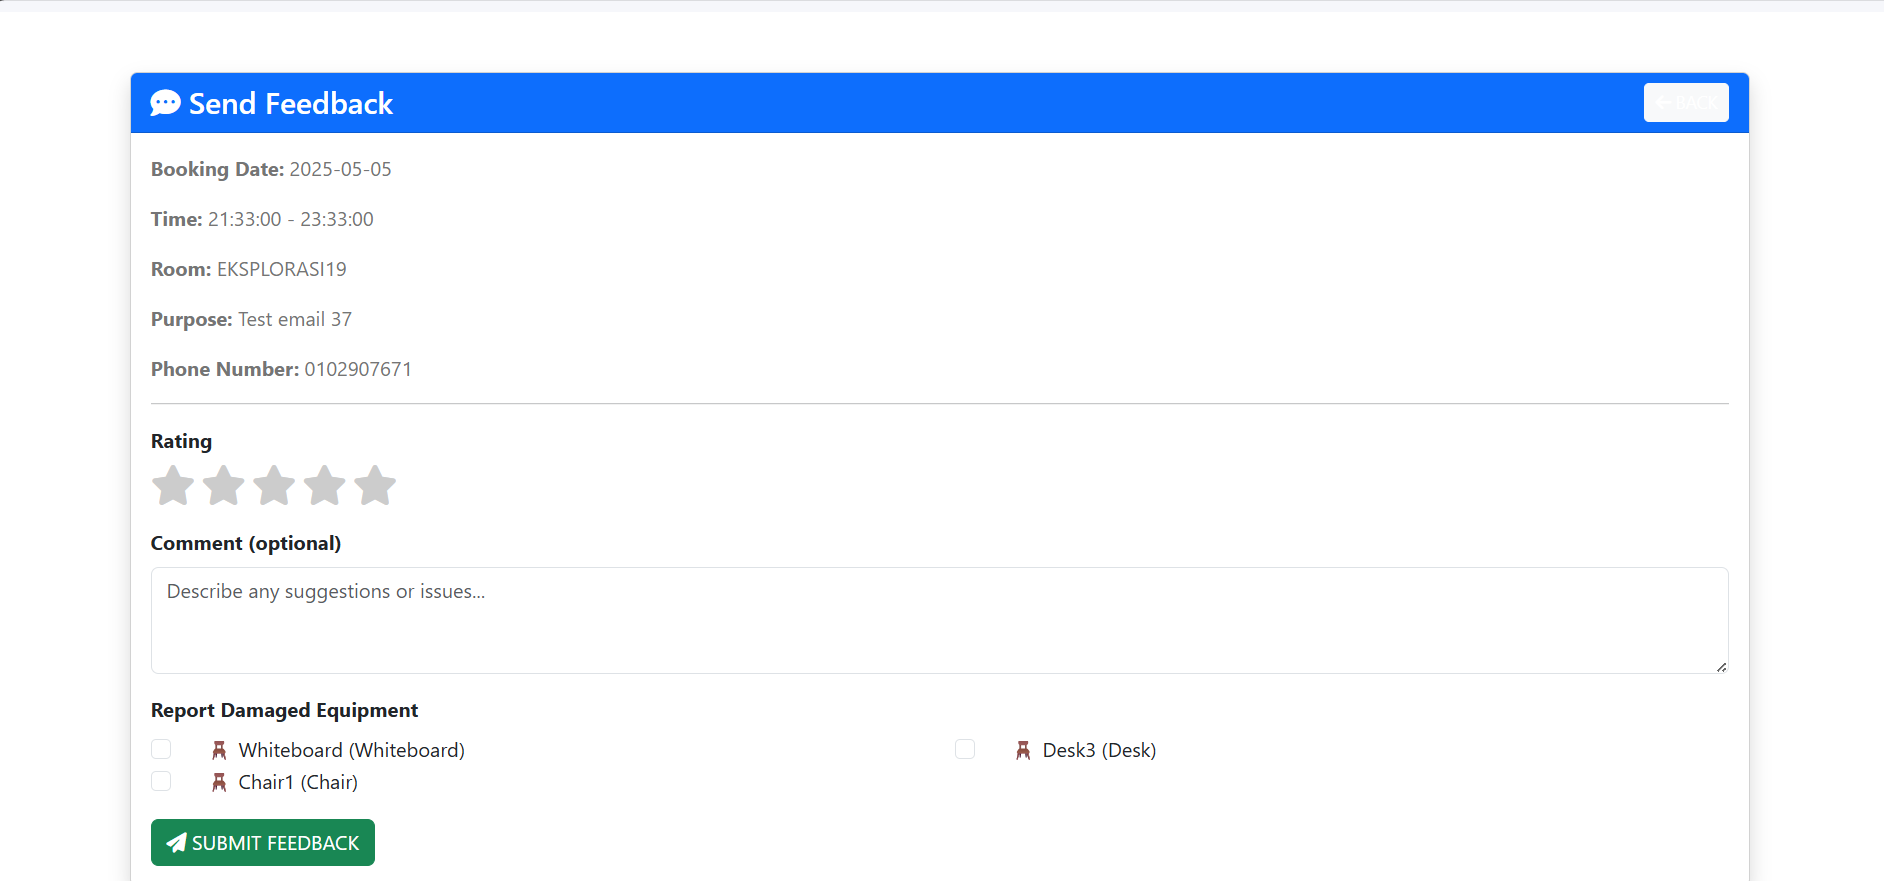 Send Feedback
BACK
Booking Date: 2025-05-05
Time: 21:33:00 - 23:33:00
Room: EKSPLORASI19
Purpose: Test email 37
Phone Number: 0102907671
Rating
Comment (optional)
Describe any suggestions or issues...
Report Damaged Equipment
Whiteboard (Whiteboard)
Desk3 (Desk)
Chair1 (Chair)
SUBMIT FEEDBACK